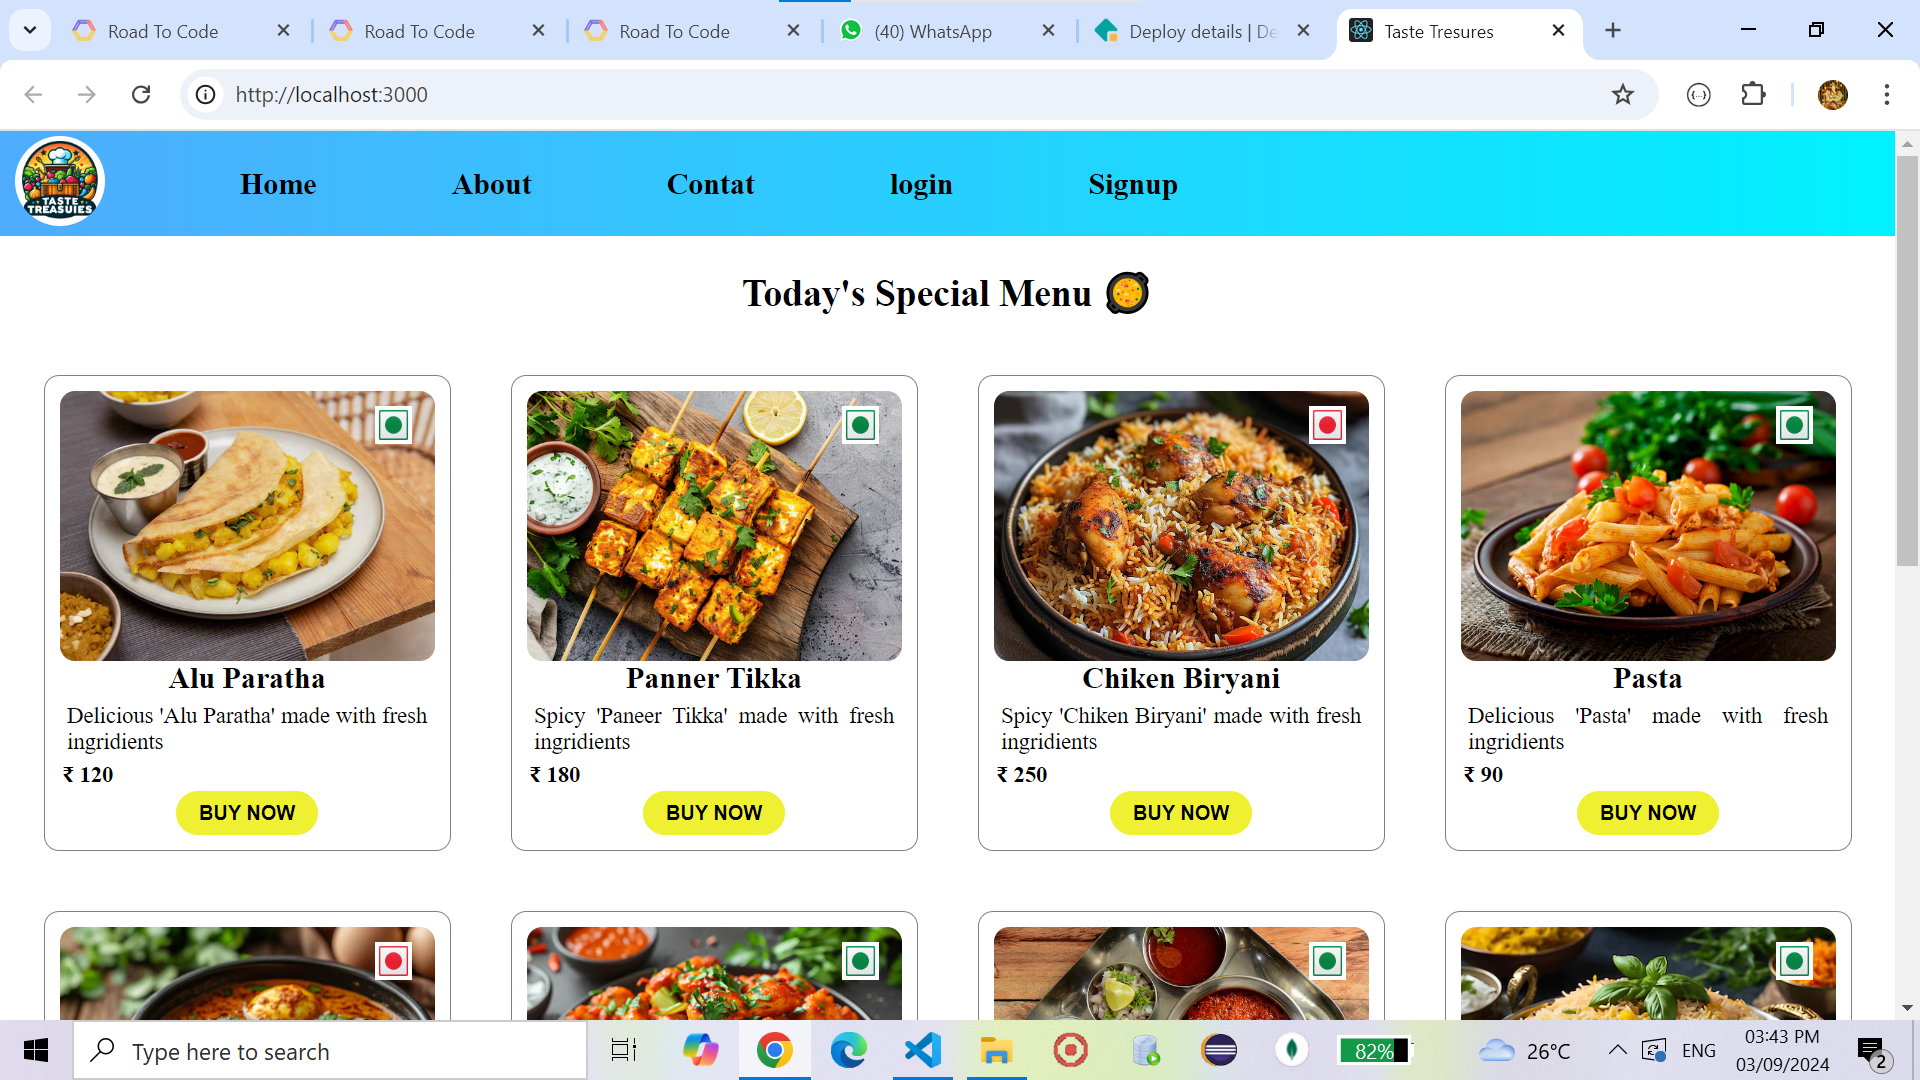 Road To Code
Road To Code
Road To Code
(40) WhatsApp
Deploy details | De
Taste Tresures
http://localhost:3000
TASTE
TREASUIES
Home
About
Contat
login
Signup
Today's Special Menu
Alu Paratha
Delicious 'Alu Paratha' made with fresh
ingridients
₹ 120
BUY NOW
Panner Tikka
Spicy 'Paneer Tikka' made with fresh
ingridients
₹ 180
BUY NOW
Chiken Biryani
Spicy 'Chiken Biryani' made with fresh
ingridients
₹ 250
BUY NOW
Pasta
Delicious 'Pasta' made with fresh
ingridients
₹ 90
BUY NOW
Type here to search
82%
26°C
ENG
03:43 PM
03/09/2024
2